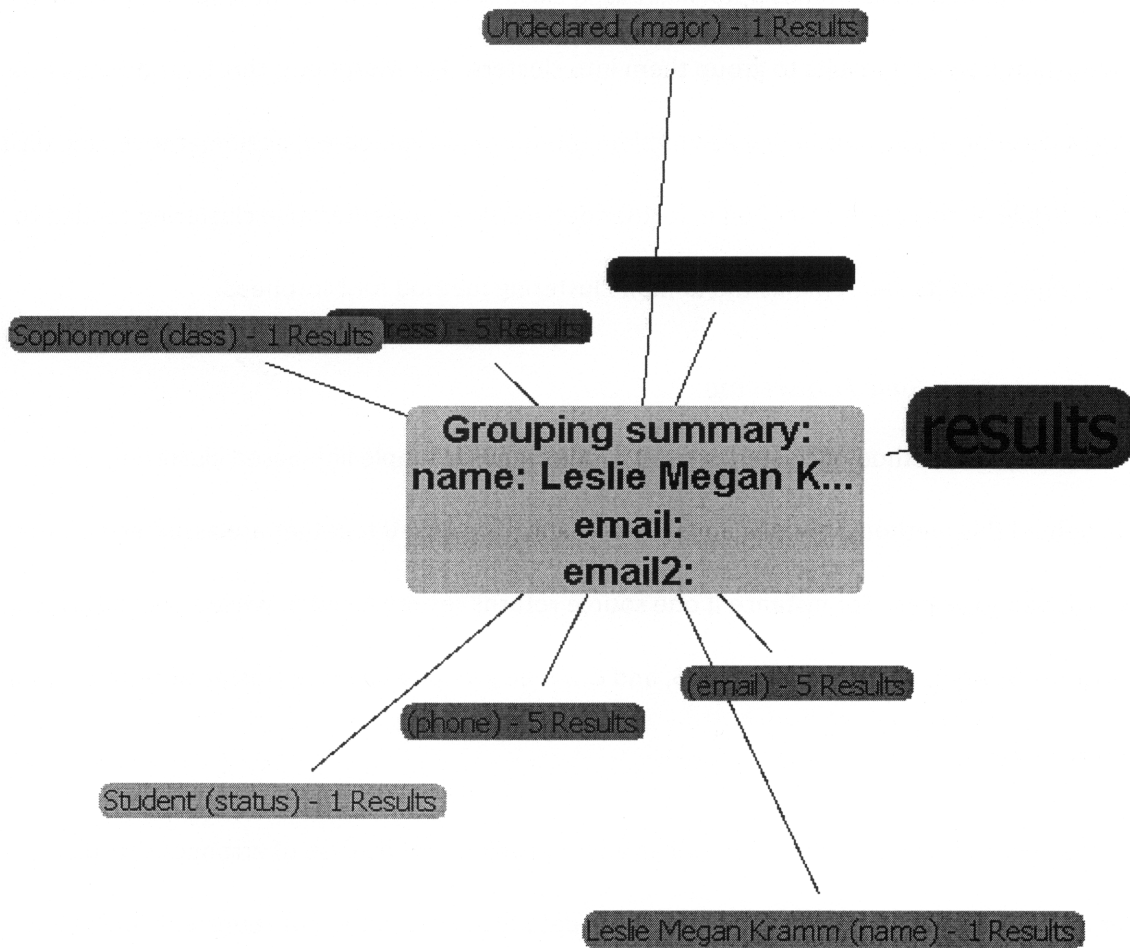 Undeclared (major) - 1 Results
Sophomore (class) - 1 Results
ress) - 5 Results
results
Grouping summary:
name: Leslie Megan K...
email:
email2:
(email) - 5 Results
(phone) - 5 Results
Student (status) - 1 Results
Leslie Megan Kramm (name) - 1 Results